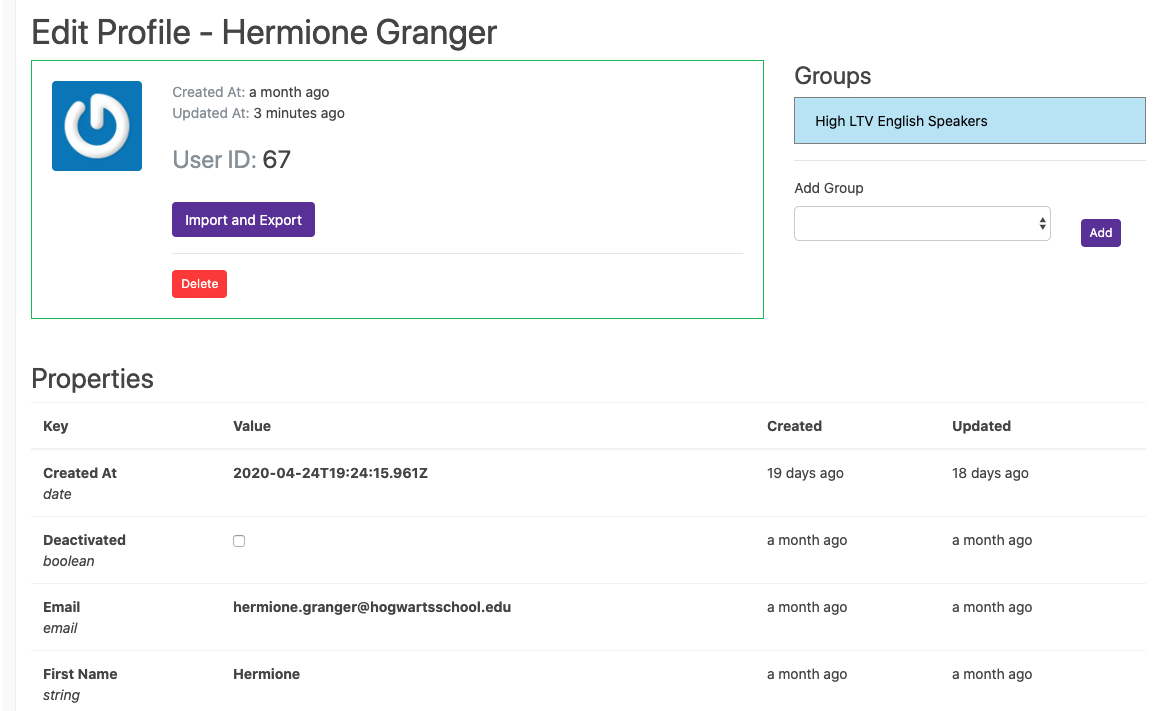 Edit Profile - Hermione Granger
Created At: a month ago
Updated At: 3 minutes ago
User ID: 67
Import and Export
Delete
Groups
High LTV English Speakers
Add Group
Add
Properties
Key Value Created Updated
Created At 2020-04-24T19:24:15.961Z 19 days ago 18 days ago
date
Deactivated a month ago a month ago
boolean
Email hermione.granger@hogwartsschool.edu a month ago a month ago
email
First Name Hermione a month ago a month ago
string